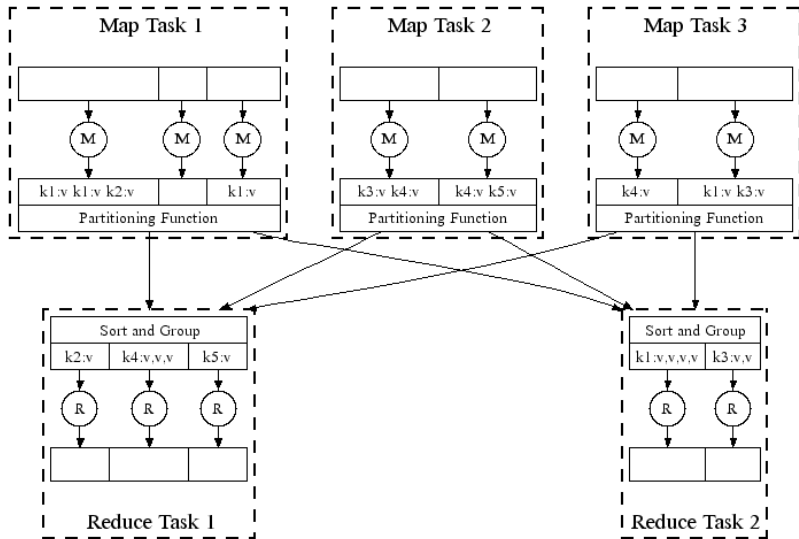 Map Task 1
Map Task 2
Map Task 3
M
M
M
M
M
M
M
k1:v k1:v k2:v
k1:v
k3:v k4:v
k4:v k5:v
k4:v
k1:v k3:v
Partitioning Function
Partitioning Function
Partitioning Function
Sort and Group
Sort and Group
k2:v
k4:v,v,v
k5:v
k1:v,v,v,v
k3:v,v
R
R
R
R
R
Reduce Task 1
Reduce Task 2